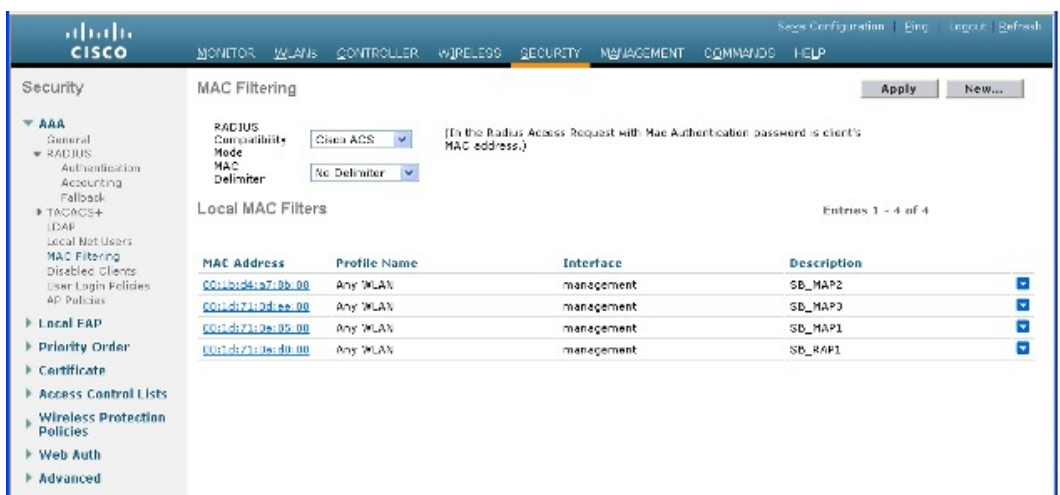 Save Configuration | Ping | Logout | Refresh
CISCO
MONITOR WLANs CONTROLLER WIRELESS SECURITY MANAGEMENT COMMANDS HELP
Security
AAA
General
RADIUS
Authentication
Accounting
Fallback
TACACS+
LDAP
Local Net Users
MAC Filtering
Disabled Clients
User Login Policies
AP Policies
Local EAP
Priority Order
Certificate
Access Control Lists
Wireless Protection
Policies
Web Auth
Advanced
MAC Filtering
Apply New...
RADIUS
Compatibility
Mode
Cisco ACS
(In the Radius Access Request with Mac Authentication password is client's
MAC address.)
MAC
Delimiter
No Delimiter
Local MAC Filters
Entries 1 - 4 of 4
MAC Address Profile Name Interface Description
Any WLAN management SB_MAP2
Any WLAN management SB_MAP3
Any WLAN management SB_MAP1
Any WLAN management SB_RAP1